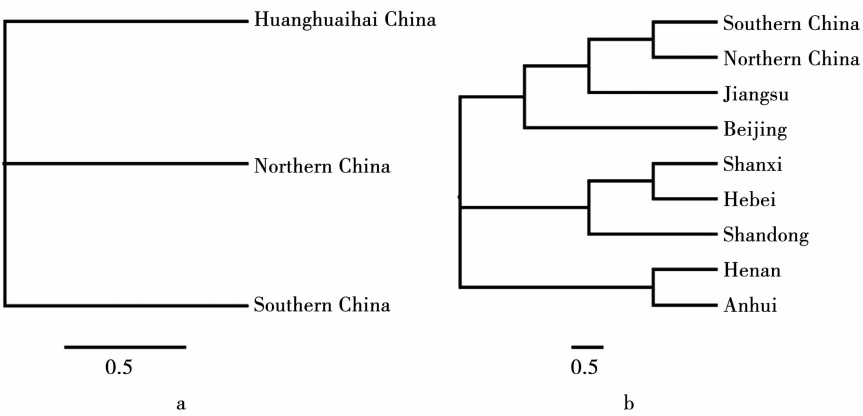 Huanghuaihai China
Northern China
Southern China
0.5
a
Southern China
Northern China
Jiangsu
Beijing
Shanxi
Hebei
Shandong
Henan
Anhui
0.5
b